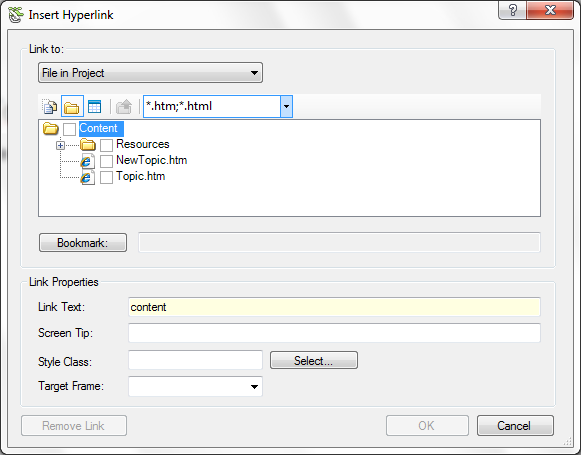 Insert Hyperlink
Link to:
File in Project
*.htm;*.html
Content
Resources
NewTopic.htm
Topic.htm
Bookmark:
Link Properties
Link Text: content
Screen Tip:
Style Class: Select...
Target Frame:
Remove Link OK Cancel